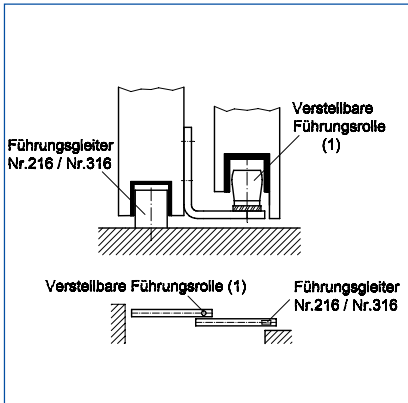 Verstellbare
Führungsrolle
(1)
Führungsgleiter
Nr.216 / Nr.316
Verstellbare Führungsrolle (1)
Führungsgleiter
Nr.216 / Nr.316